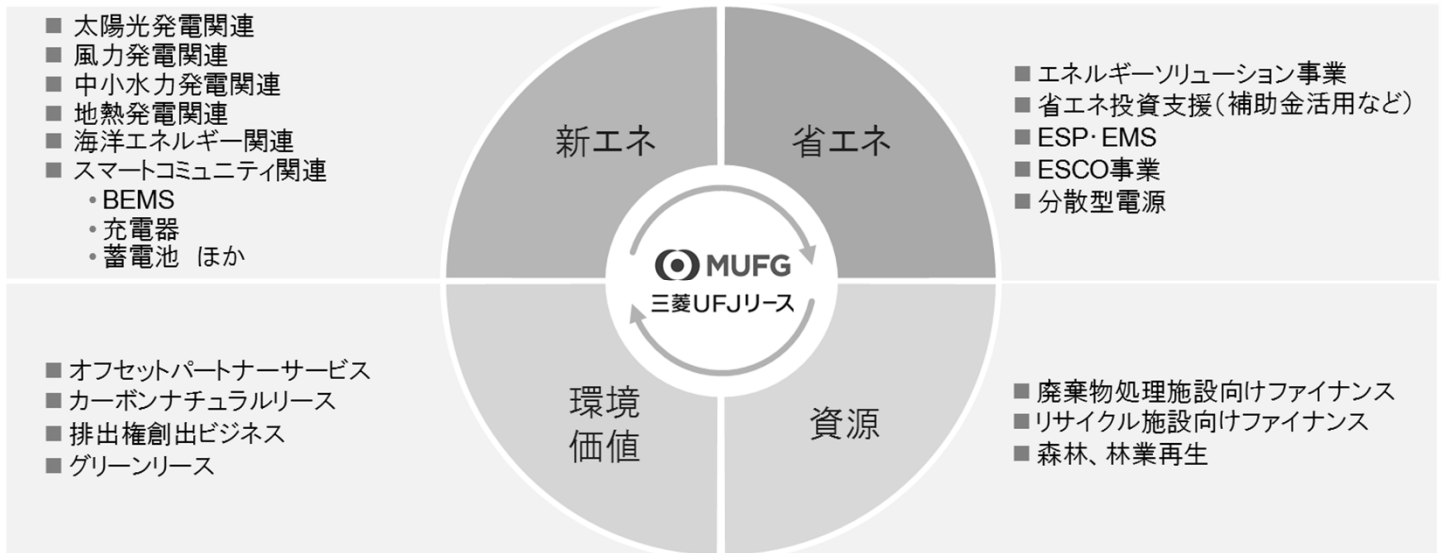 ■ 太陽光発電関連
■ 風力発電関連
■ 中小水力発電関連
■ 地熱発電関連
■ 海洋エネルギー関連
■ スマートコミュニティ関連
・BEMS
・充電器
・蓄電池　ほか
新エネ
省エネ
■ エネルギーソリューション事業
■ 省エネ投資支援（補助金活用など）
■ ESP･EMS
■ ESCO事業
■ 分散型電源
MUFG
三菱UFJリース
■ オフセットパートナーサービス
■ カーボンナチュラルリース
■ 排出権創出ビジネス
■ グリーンリース
環境
価値
資源
■ 廃棄物処理施設向けファイナンス
■ リサイクル施設向けファイナンス
■ 森林、林業再生